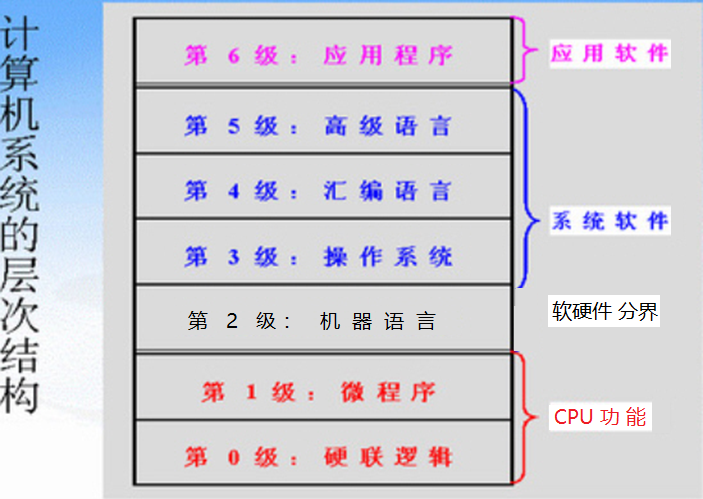 计算机系统的层次结构
第 6 级： 应用程序
应用软件
第 5 级： 高级语言
第 4 级： 汇编语言
系统软件
第 3 级： 操作系统
第 2 级： 机器语言
软硬件 分界
第 1 级： 微程序
CPU 功能
第 0 级： 硬联逻辑